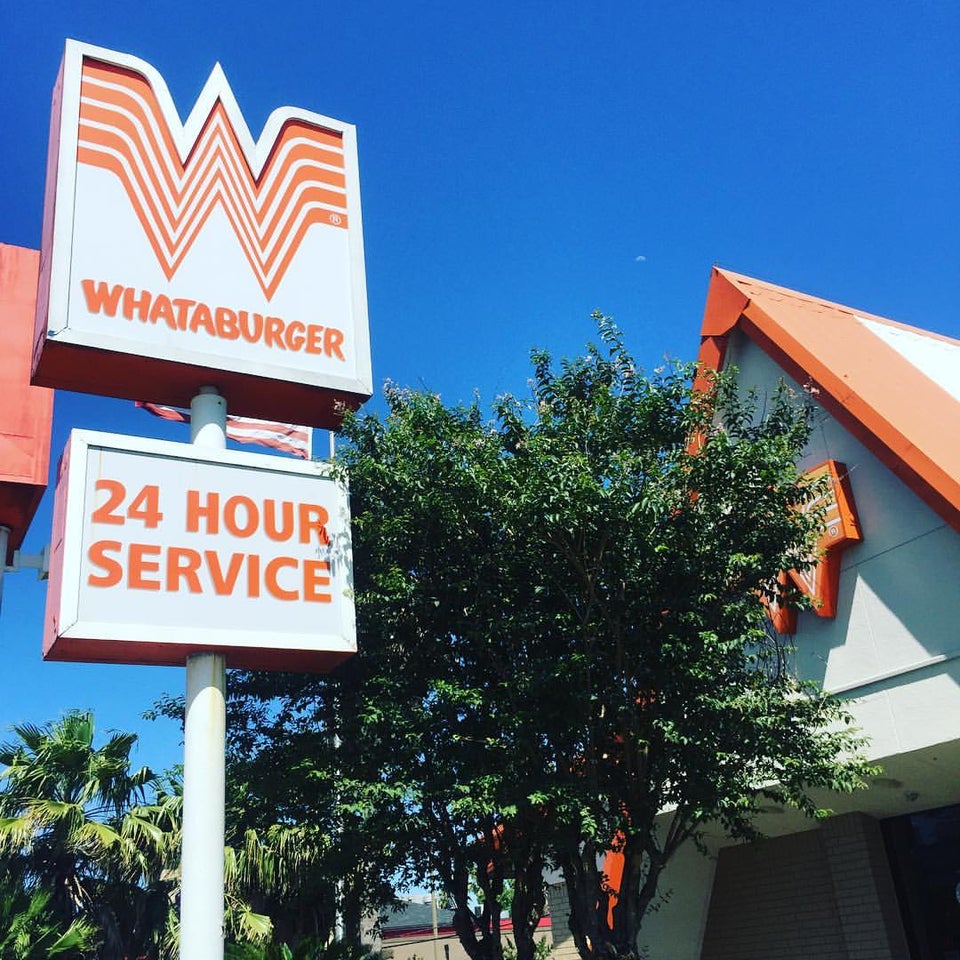 W
®
WHATABURGER
24 HOUR
SERVICE